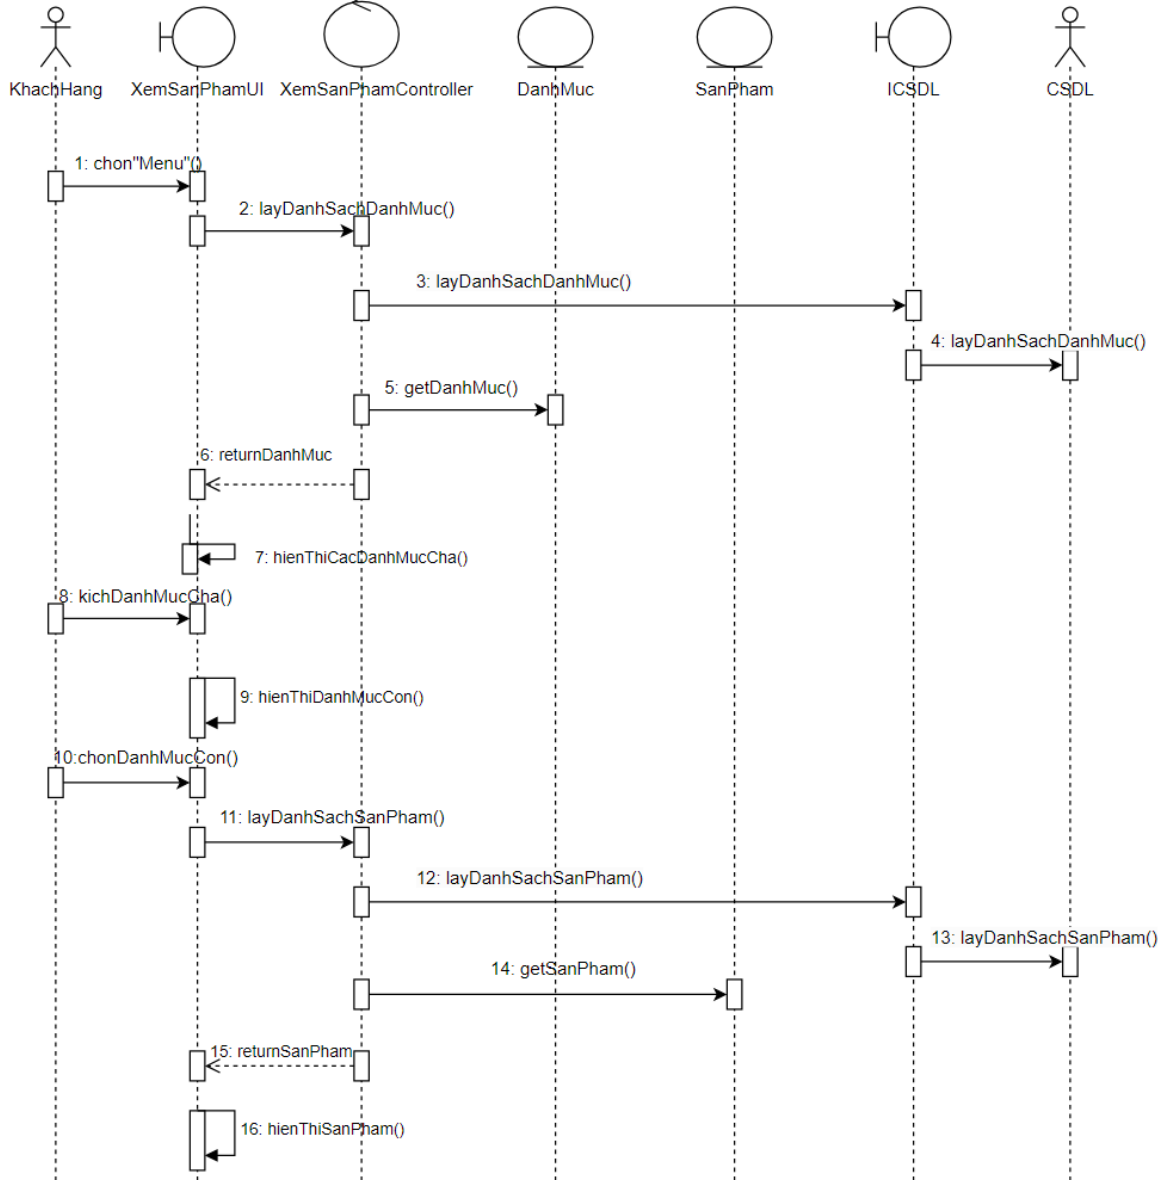 KhachHang
XemSanPhamUI
XemSanPhamController
DanhMuc
SanPham
ICSDL
CSDL
1: chon"Menu"()
2: layDanhSachDanhMuc()
3: layDanhSachDanhMuc()
4: layDanhSachDanhMuc()
5: getDanhMuc()
6: returnDanhMuc
7: hienThiCacDanhMucCha()
8: kichDanhMucCha()
9: hienThiDanhMucCon()
10:chonDanhMucCon()
11: layDanhSachSanPham()
12: layDanhSachSanPham()
13: layDanhSachSanPham()
14: getSanPham()
15: returnSanPham
16: hienThiSanPham()